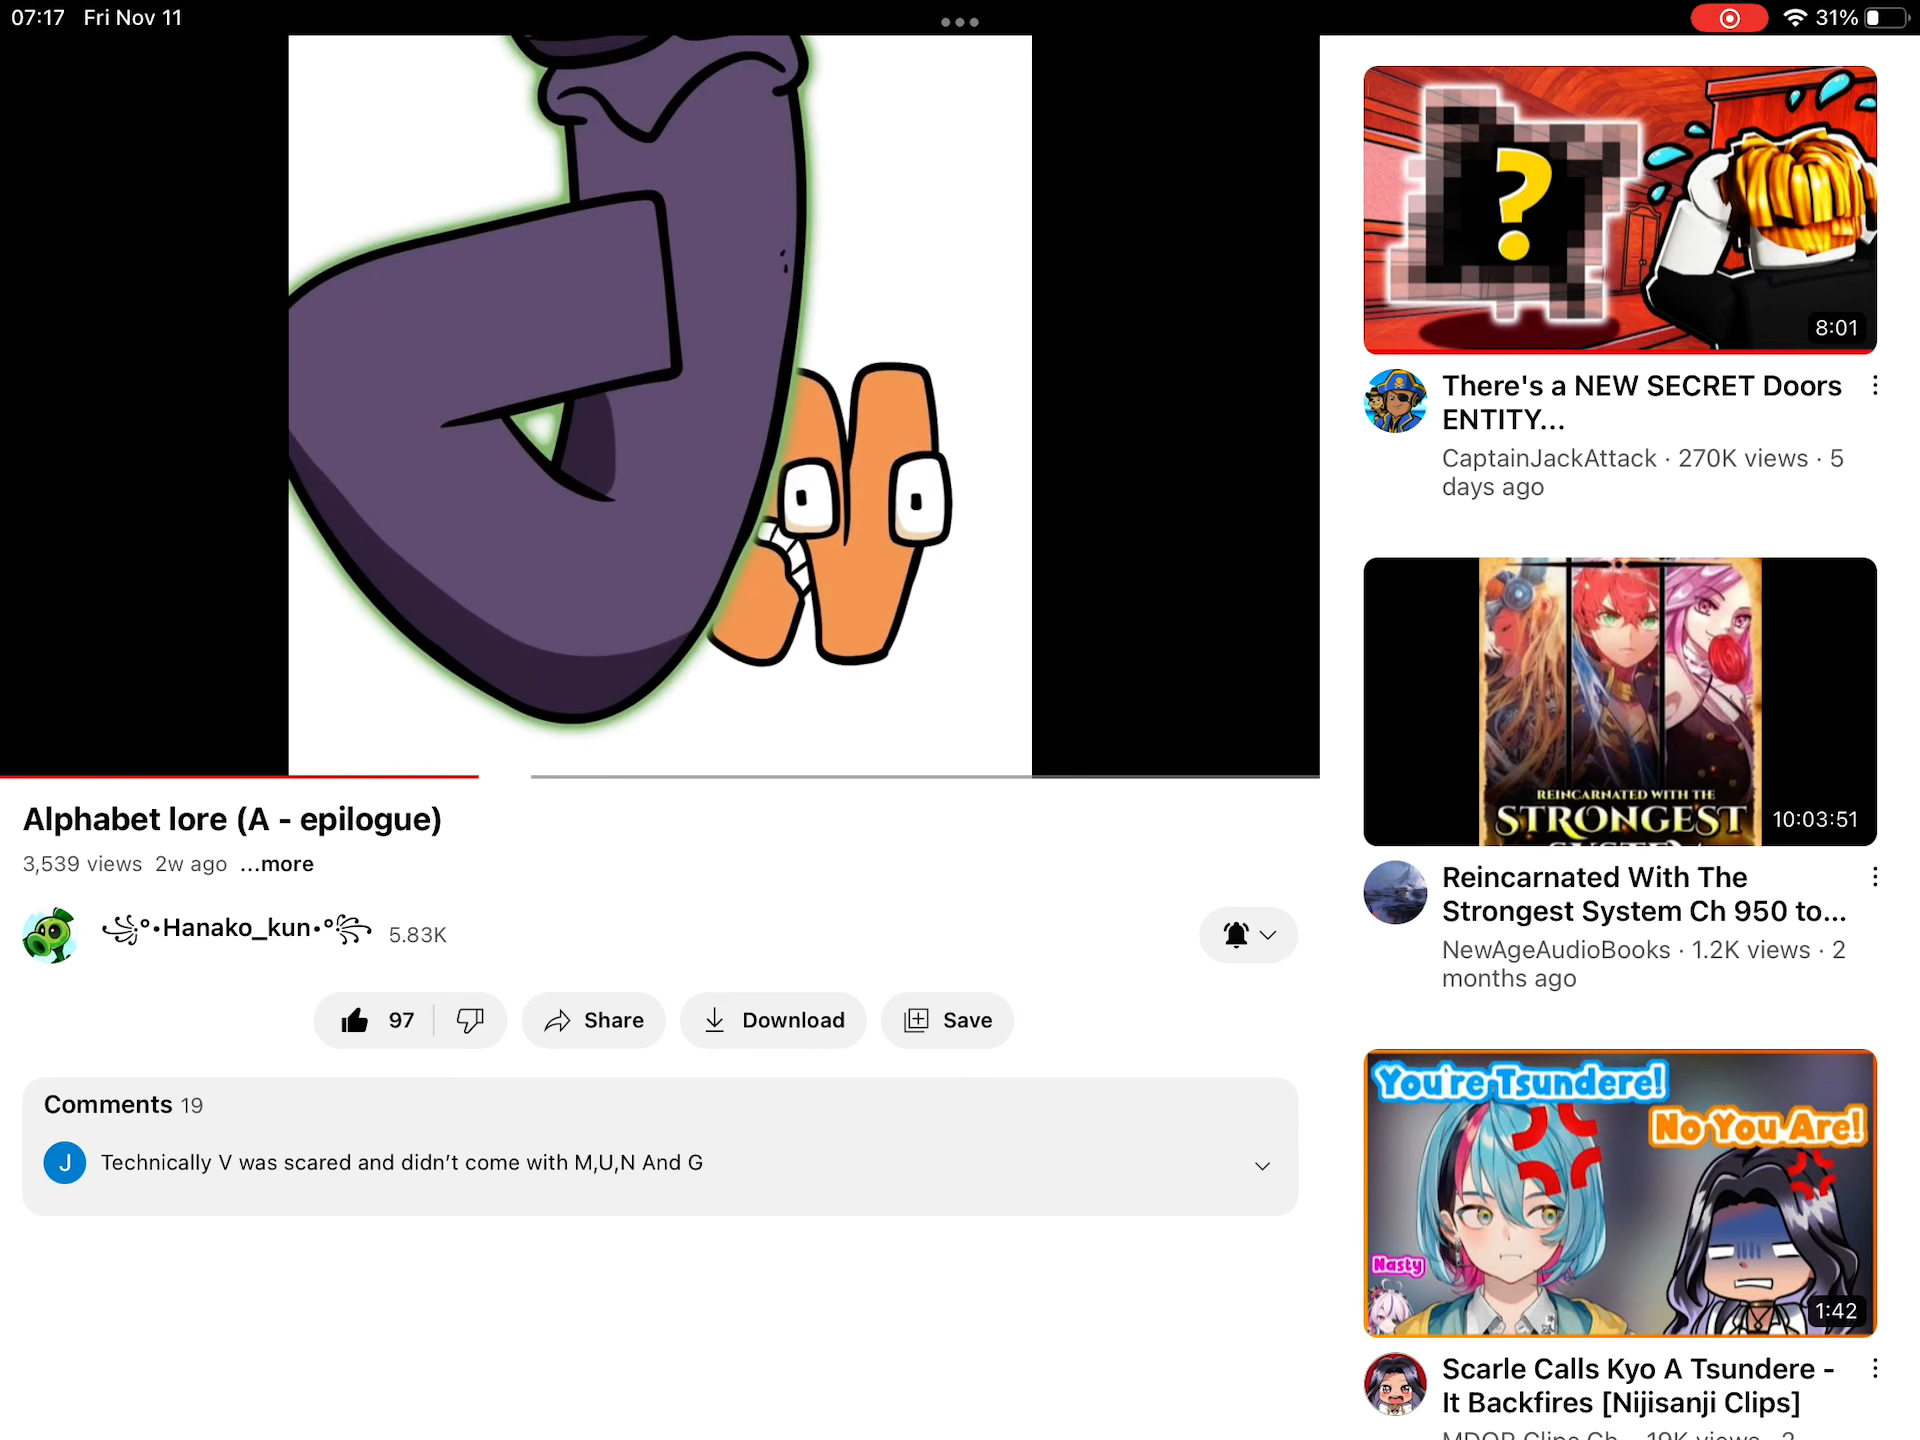 07:17 Fri Nov 11
31%
?
8:01
There's a NEW SECRET Doors
ENTITY...
CaptainJackAttack · 270K views · 5
days ago
REINCARNATED WITH THE
STRONGEST
10:03:51
Reincarnated With The
Strongest System Ch 950 to...
NewAgeAudioBooks · 1.2K views · 2
months ago
You're Tsundere!
No You Are!
Nasty
1:42
Scarle Calls Kyo A Tsundere -
It Backfires [Nijisanji Clips]
Alphabet lore (A - epilogue)
3,539 views 2w ago ...more
꧁༺°•Hanako_kun•°༻꧂ 5.83K
97
Share
Download
Save
Comments 19
J
Technically V was scared and didn’t come with M,U,N And G